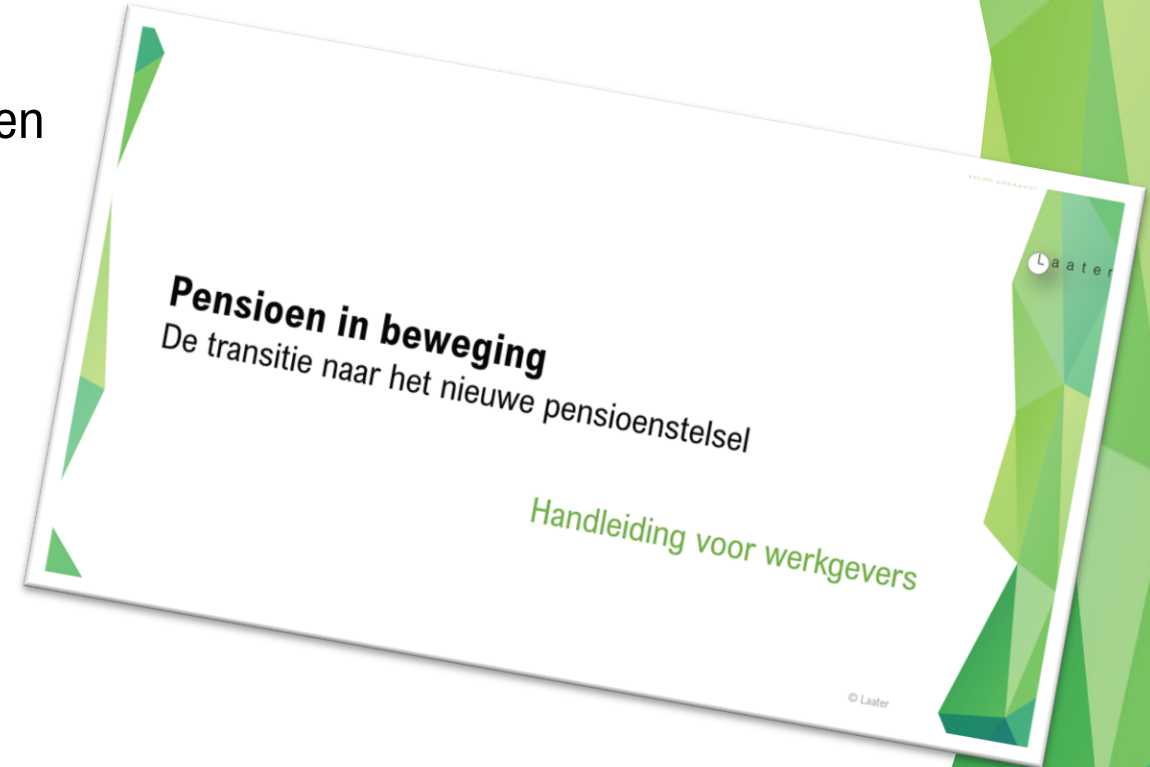 en
Laater
Pensioen in beweging
De transitie naar het nieuwe pensioenstelsel
Handleiding voor werkgevers
© Laater